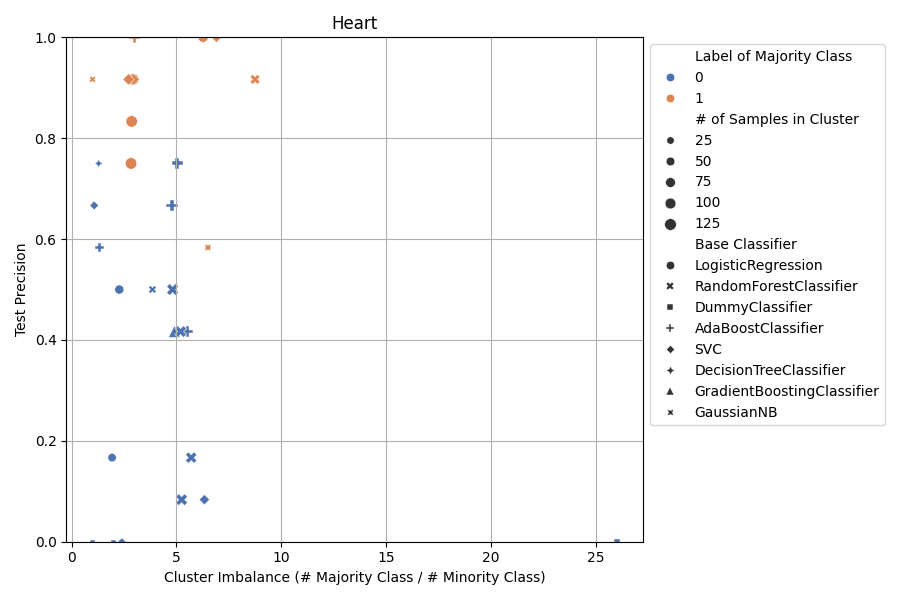 Heart
1.0
0.8
0.6
0.4
0.2
0.0
Test Precision
0
5
10
15
20
25
Cluster Imbalance (# Majority Class / # Minority Class)
Label of Majority Class
0
1
# of Samples in Cluster
25
50
75
100
125
Base Classifier
LogisticRegression
RandomForestClassifier
DummyClassifier
AdaBoostClassifier
SVC
DecisionTreeClassifier
GradientBoostingClassifier
GaussianNB